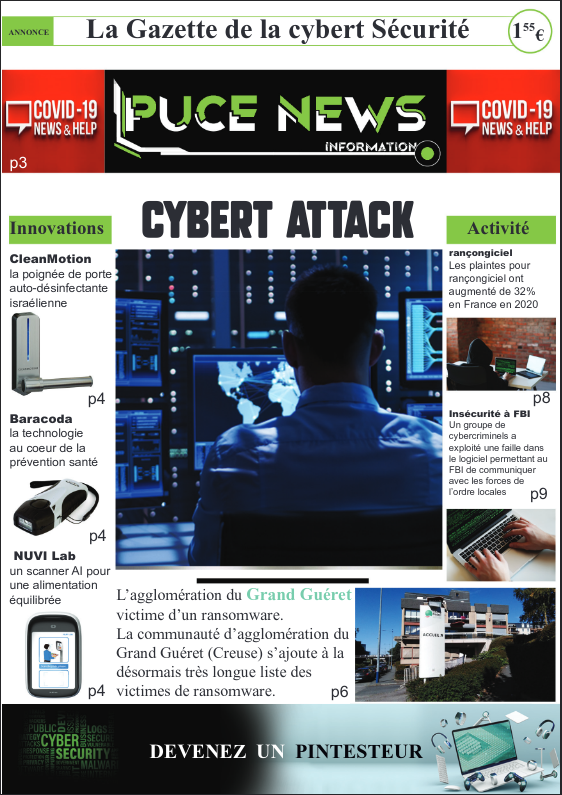 ANNONCE
La Gazette de la cybert Sécurité
1⁵⁵€
COVID-19
NEWS & HELP
p3
PUCE NEWS
INFORMATION
COVID-19
NEWS & HELP
Innovations
CleanMotion
la poignée de porte
auto-désinfectante
israélienne
p4
Baracoda
la technologie
au coeur de la
prévention santé
p4
NUVI Lab
un scanner AI pour
une alimentation
équilibrée
p4
CYBERT ATTACK
Activité
rançongiciel
Les plaintes pour
rançongiciel ont
augmenté de 32%
en France en 2020
p8
Insécurité à FBI
Un groupe de
cybercriminels a
exploité une faille dans
le logiciel permettant au
FBI de communiquer
avec les forces de
l'ordre locales
p9
L'agglomération du Grand Guéret
victime d'un ransomware.
La communauté d'agglomération du
Grand Guéret (Creuse) s'ajoute à la
désormais très longue liste des
victimes de ransomware.
p6
ACCUEIL
PUBLIC
LOGS
CYBER
SECURITY
MALWARE
DEVENEZ UN PINTESTEUR